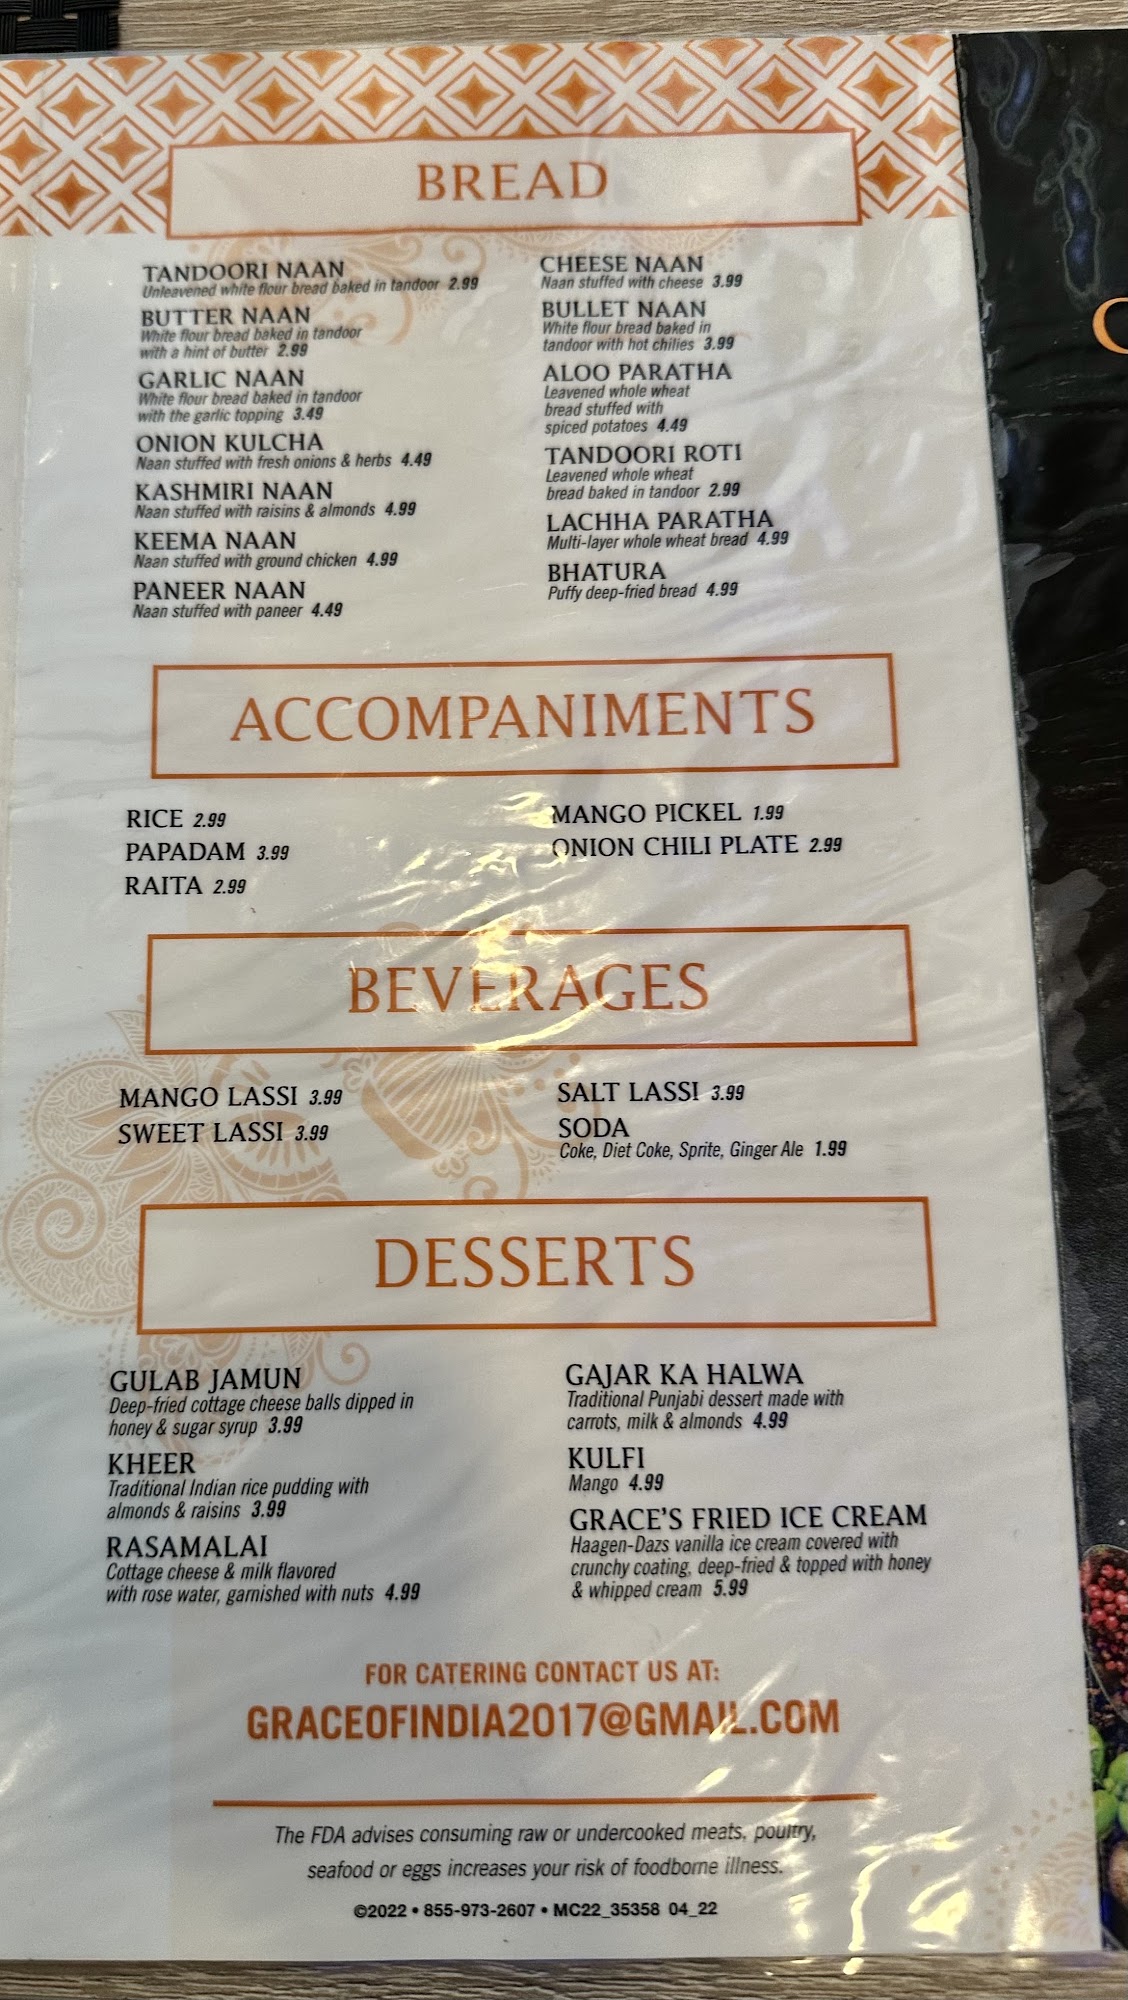 BREAD
TANDOORI NAAN
Unleavened white flour bread baked in tandoor 2.99
BUTTER NAAN
White flour bread baked in tandoor
with a hint of butter 2.99
GARLIC NAAN
White flour bread baked in tandoor
with the garlic topping 3.49
ONION KULCHA
Naan stuffed with fresh onions & herbs 4.49
KASHMIRI NAAN
Naan stuffed with raisins & almonds 4.99
KEEMA NAAN
Naan stuffed with ground chicken 4.99
PANEER NAAN
Naan stuffed with paneer 4.49
CHEESE NAAN
Naan stuffed with cheese 3.99
BULLET NAAN
White flour bread baked in
tandoor with hot chilies 3.99
ALOO PARATHA
Leavened whole wheat
bread stuffed with
spiced potatoes 4.49
TANDOORI ROTI
Leavened whole wheat
bread baked in tandoor 2.99
LACHHA PARATHA
Multi-layer whole wheat bread 4.99
BHATURA
Puffy deep-fried bread 4.99
ACCOMPANIMENTS
RICE 2.99
PAPADAM 3.99
RAITA 2.99
MANGO PICKEL 1.99
ONION CHILI PLATE 2.99
BEVERAGES
MANGO LASSI 3.99
SWEET LASSI 3.99
SALT LASSI 3.99
SODA
Coke, Diet Coke, Sprite, Ginger Ale 1.99
DESSERTS
GULAB JAMUN
Deep-fried cottage cheese balls dipped in
honey & sugar syrup 3.99
KHEER
Traditional Indian rice pudding with
almonds & raisins 3.99
RASAMALAI
Cottage cheese & milk flavored
with rose water, garnished with nuts 4.99
GAJAR KA HALWA
Traditional Punjabi dessert made with
carrots, milk & almonds 4.99
KULFI
Mango 4.99
GRACE'S FRIED ICE CREAM
Haagen-Dazs vanilla ice cream covered with
crunchy coating, deep-fried & topped with honey
& whipped cream 5.99
FOR CATERING CONTACT US AT:
GRACEOFINDIA2017@GMAIL.COM
The FDA advises consuming raw or undercooked meats, poultry,
seafood or eggs increases your risk of foodborne illness.
©2022 • 855-973-2607 • MC22_35358 04_22